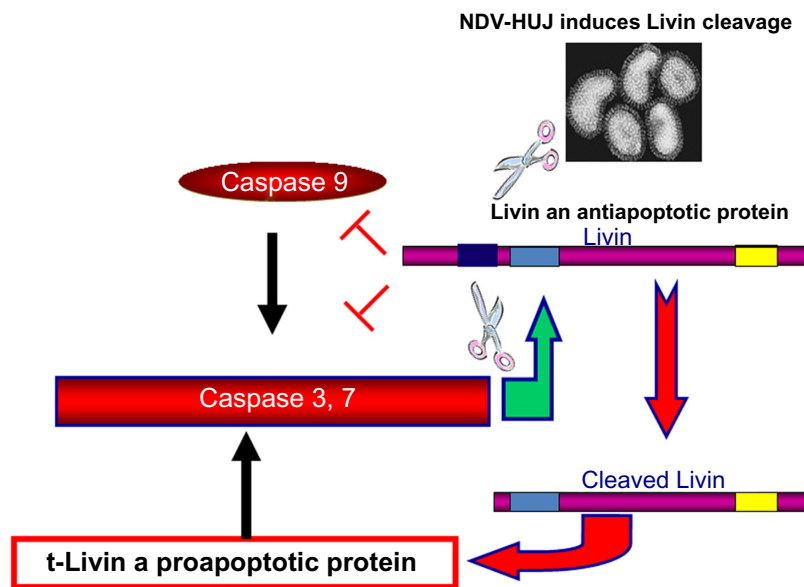 NDV-HUJ induces Livin cleavage
Caspase 9
Livin an antiapoptotic protein
Livin
Caspase 3, 7
Cleaved Livin
t-Livin a proapoptotic protein